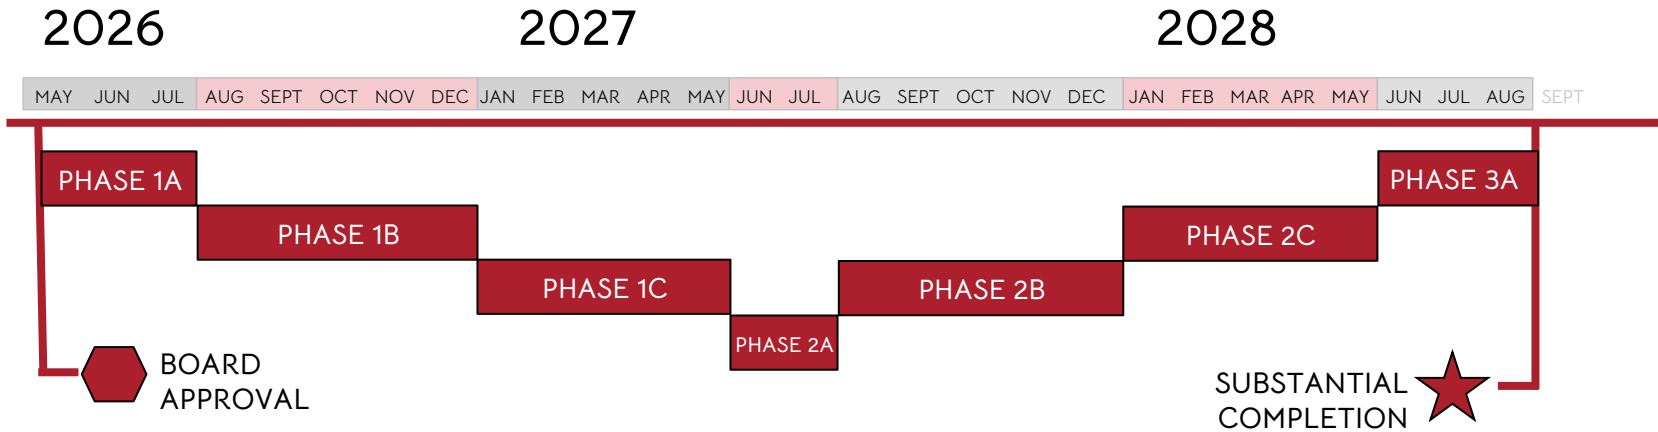 2026 2027 2028
MAY JUN JUL AUG SEPT OCT NOV DEC JAN FEB MAR APR MAY JUN JUL AUG SEPT OCT NOV DEC JAN FEB MAR APR MAY JUN JUL AUG SEPT
PHASE 1A
PHASE 3A
PHASE 1B
PHASE 2C
PHASE 1C
PHASE 2B
PHASE 2A
BOARD
APPROVAL
SUBSTANTIAL
COMPLETION